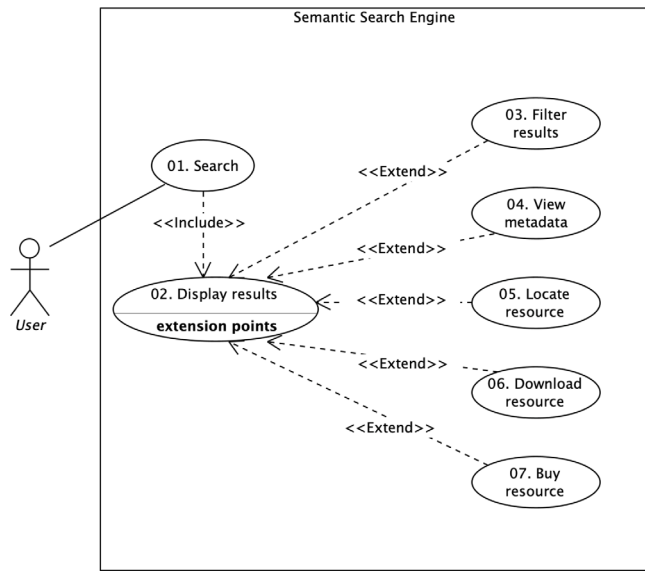 Semantic Search Engine
03. Filter
results
01. Search
<<Extend>>
04. View
metadata
<<Include>>
<<Extend>>
02. Display results
05. Locate
resource
<<Extend>>
User
extension points
<<Extend>>
06. Download
resource
<<Extend>>
07. Buy
resource